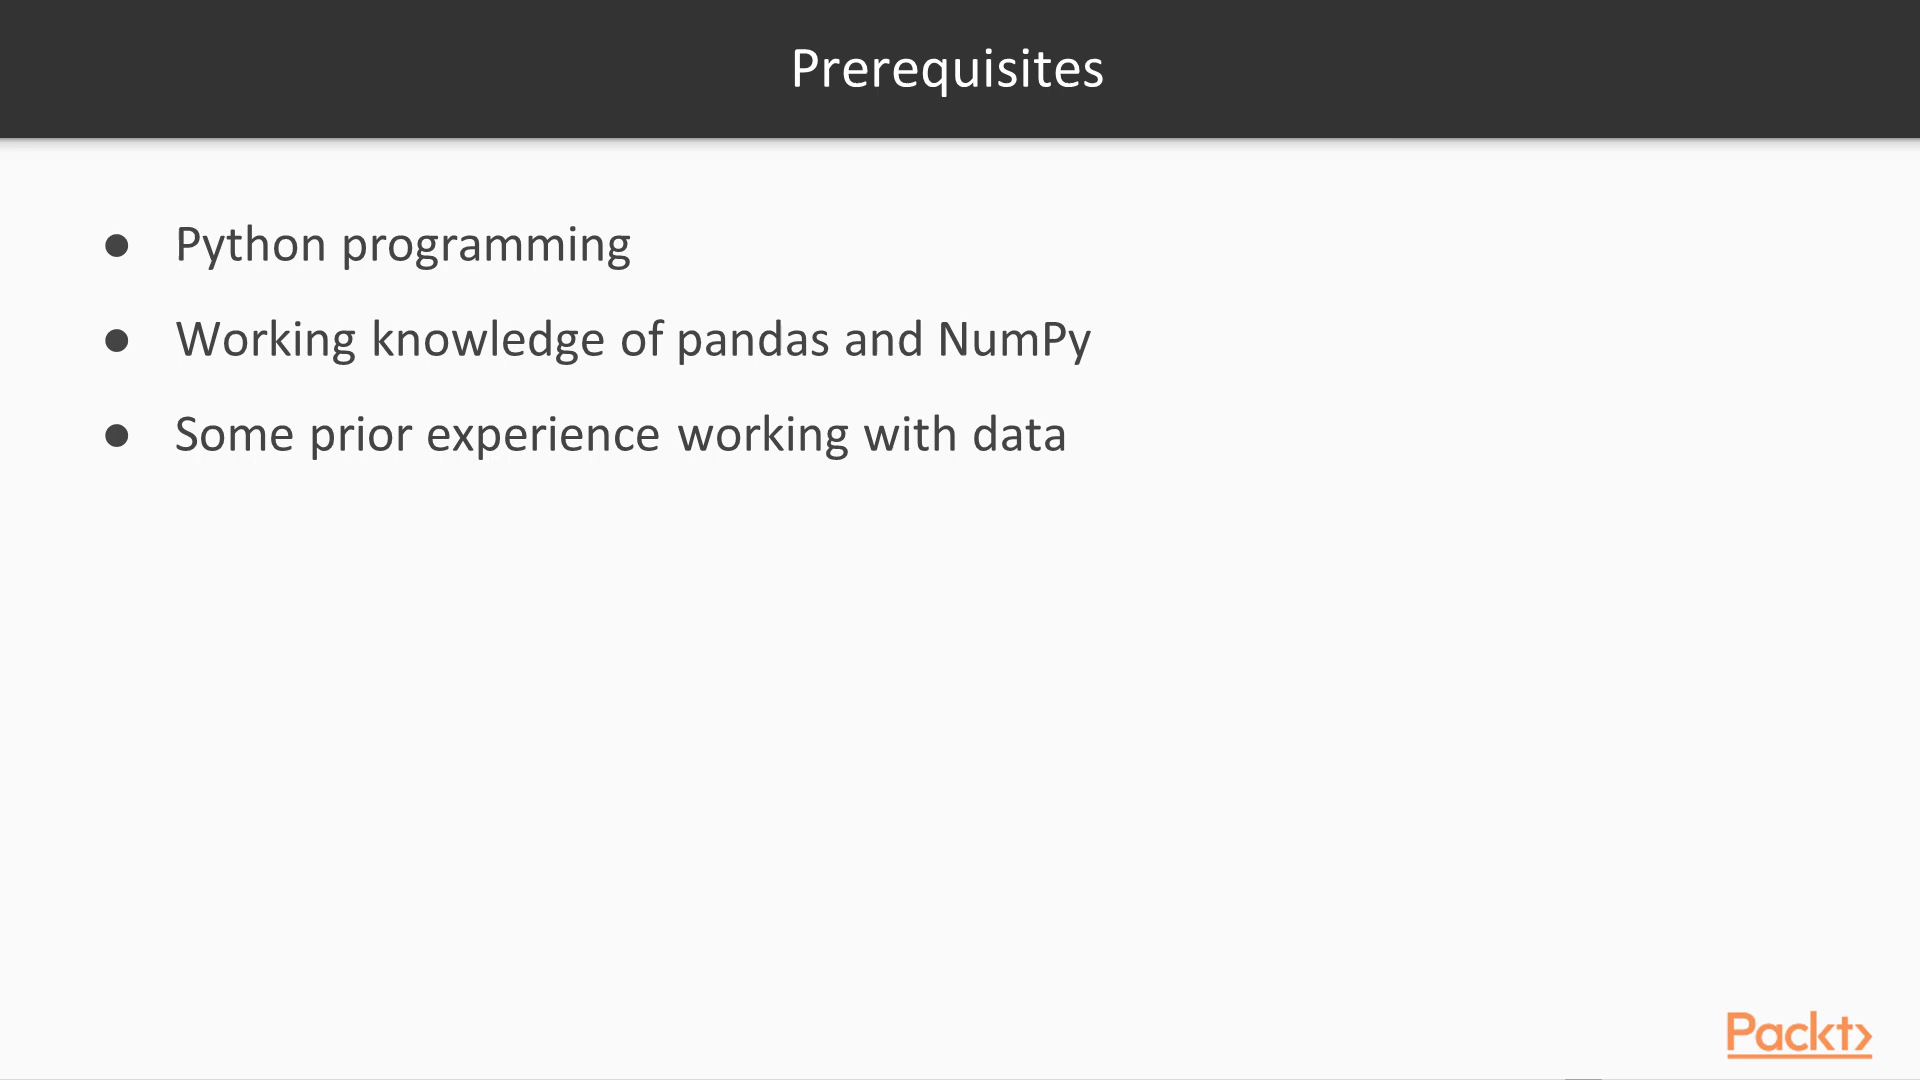 Prerequisites
● Python programming
● Working knowledge of pandas and NumPy
● Some prior experience working with data
Packt>